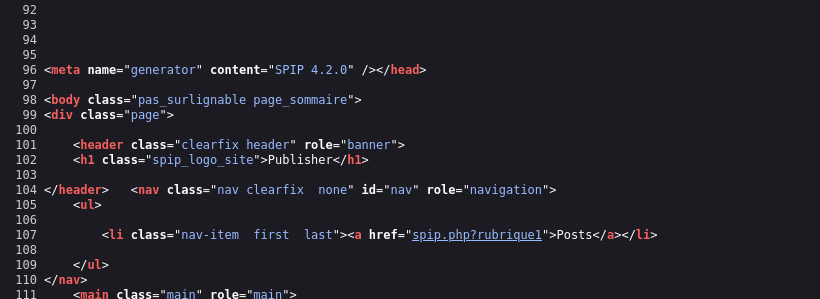 92
93
94
95
96 <meta name="generator" content="SPIP 4.2.0" /></head>
97
98 <body class="pas_surlignable page_sommaire">
99 <div class="page">
100
101     <header class="clearfix header" role="banner">
102     <h1 class="spip_logo_site">Publisher</h1>
103
104 </header>   <nav class="nav clearfix  none" id="nav" role="navigation">
105     <ul>
106
107         <li class="nav-item  first  last"><a href="spip.php?rubrique1">Posts</a></li>
108
109     </ul>
110 </nav>
111     <main class="main" role="main">